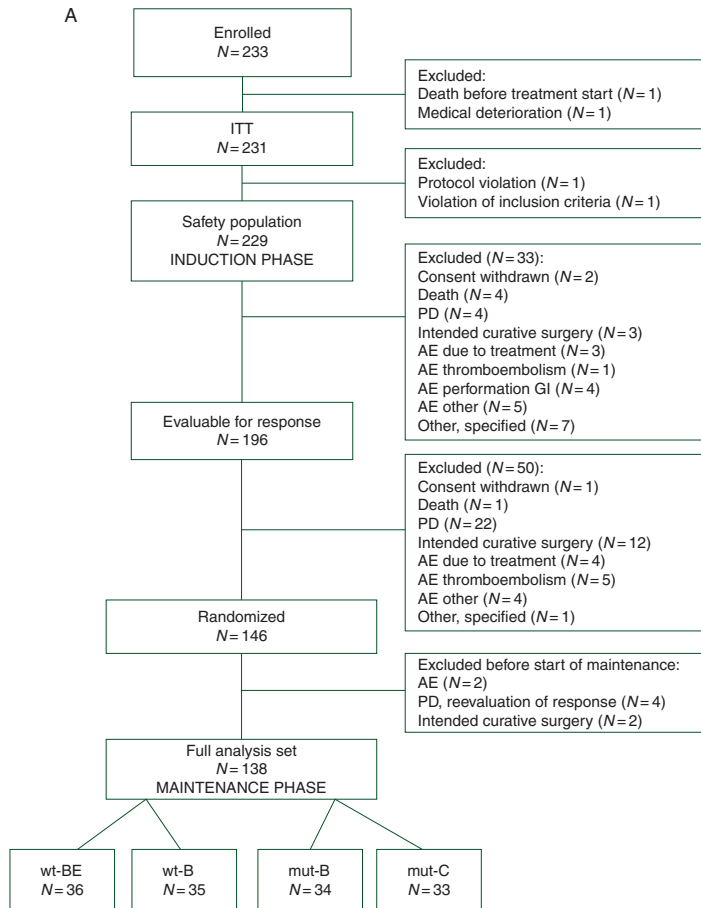 A
Enrolled
N = 233
Excluded:
Death before treatment start (N = 1)
Medical deterioration (N = 1)
ITT
N = 231
Excluded:
Protocol violation (N = 1)
Violation of inclusion criteria (N = 1)
Safety population
N = 229
INDUCTION PHASE
Excluded (N = 33):
Consent withdrawn (N = 2)
Death (N = 4)
PD (N = 4)
Intended curative surgery (N = 3)
AE due to treatment (N = 3)
AE thromboembolism (N = 1)
AE performation GI (N = 4)
AE other (N = 5)
Other, specified (N = 7)
Evaluable for response
N = 196
Excluded (N = 50):
Consent withdrawn (N = 1)
Death (N = 1)
PD (N = 22)
Intended curative surgery (N = 12)
AE due to treatment (N = 4)
AE thromboembolism (N = 5)
AE other (N = 4)
Other, specified (N = 1)
Randomized
N = 146
Excluded before start of maintenance:
AE (N = 2)
PD, reevaluation of response (N = 4)
Intended curative surgery (N = 2)
Full analysis set
N = 138
MAINTENANCE PHASE
wt-BE
N = 36
wt-B
N = 35
mut-B
N = 34
mut-C
N = 33